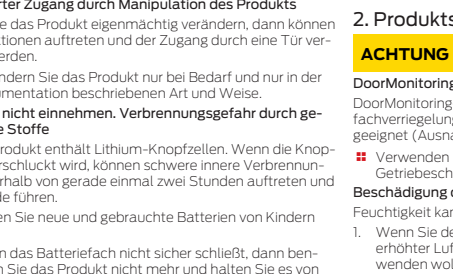 ter Zugang durch Manipulation des Produkts
e das Produkt eigenmächtig verändern, dann können
tionen auftreten und der Zugang durch eine Tür ver-
erden.
ndern Sie das Produkt nur bei Bedarf und nur in der
umentation beschriebenen Art und Weise.
nicht einnehmen. Verbrennungsgefahr durch ge-
e Stoffe
rodukt enthält Lithium-Knopfzellen. Wenn die Knop-
rschluckt wird, können schwere innere Verbrennun-
erhalb von gerade einmal zwei Stunden auftreten und
de führen.
en Sie neue und gebrauchte Batterien von Kindern
n das Batteriefach nicht sicher schließt, dann ben-
n Sie das Produkt nicht mehr und halten Sie es von
2. Produkts
ACHTUNG
DoorMonitoring
DoorMonitoring
fachverriegelung
geeignet (Ausna
Verwenden
Getriebesch
Beschädigung d
Feuchtigkeit kar
1. Wenn Sie de
erhöhter Luf
wenden wol